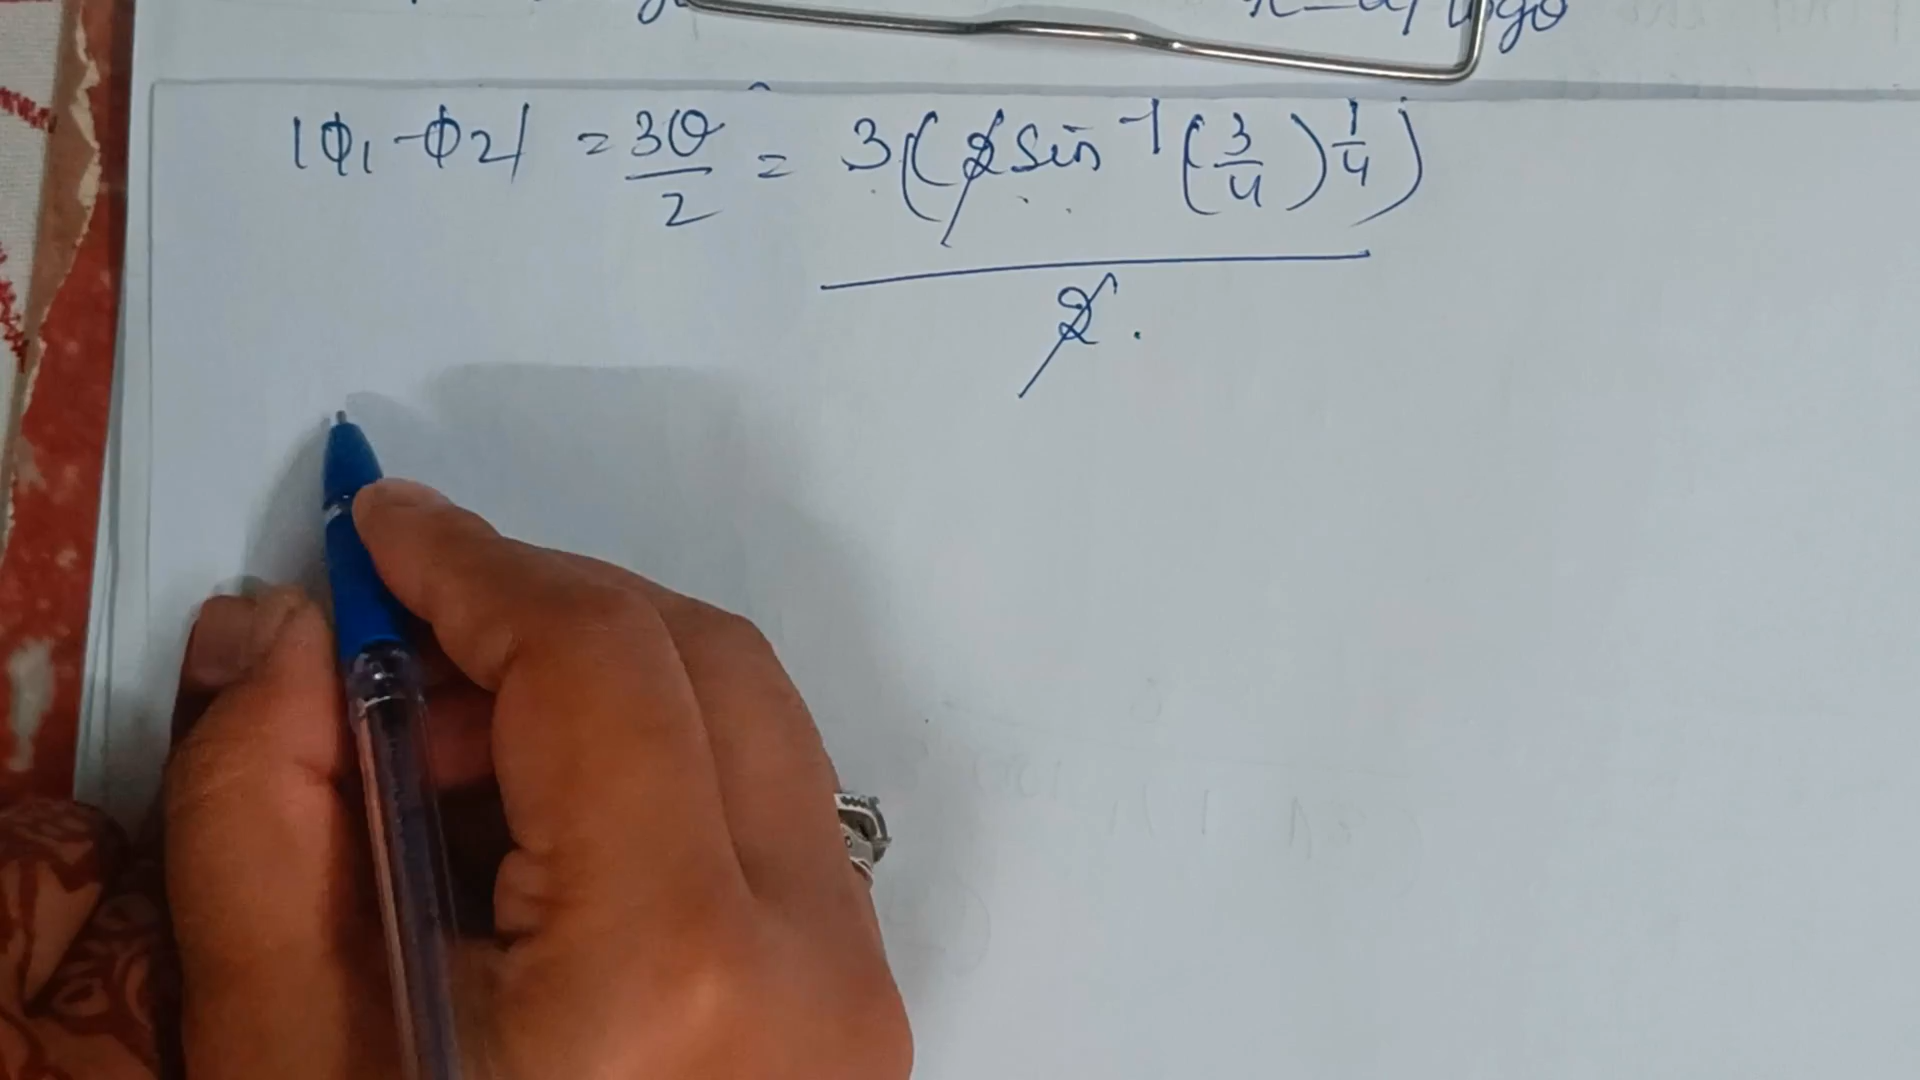 |ϕ₁ - ϕ₂| = 3θ/2 = 3(2 sin⁻¹(3/4)^1/4)/2.